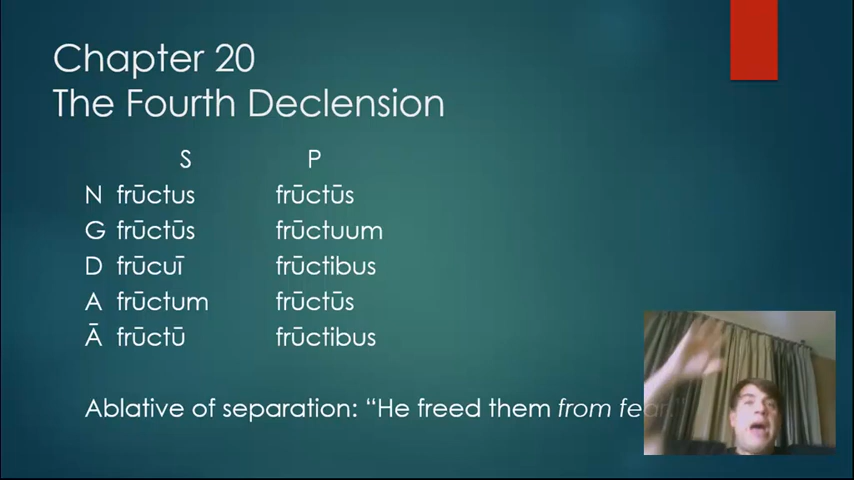 Chapter 20
The Fourth Declension
S P
N frūctus frūctūs
G frūctūs frūctuum
D frūcuī frūctibus
A frūctum frūctūs
Ā frūctū frūctibus
Ablative of separation: “He freed them from fear.”